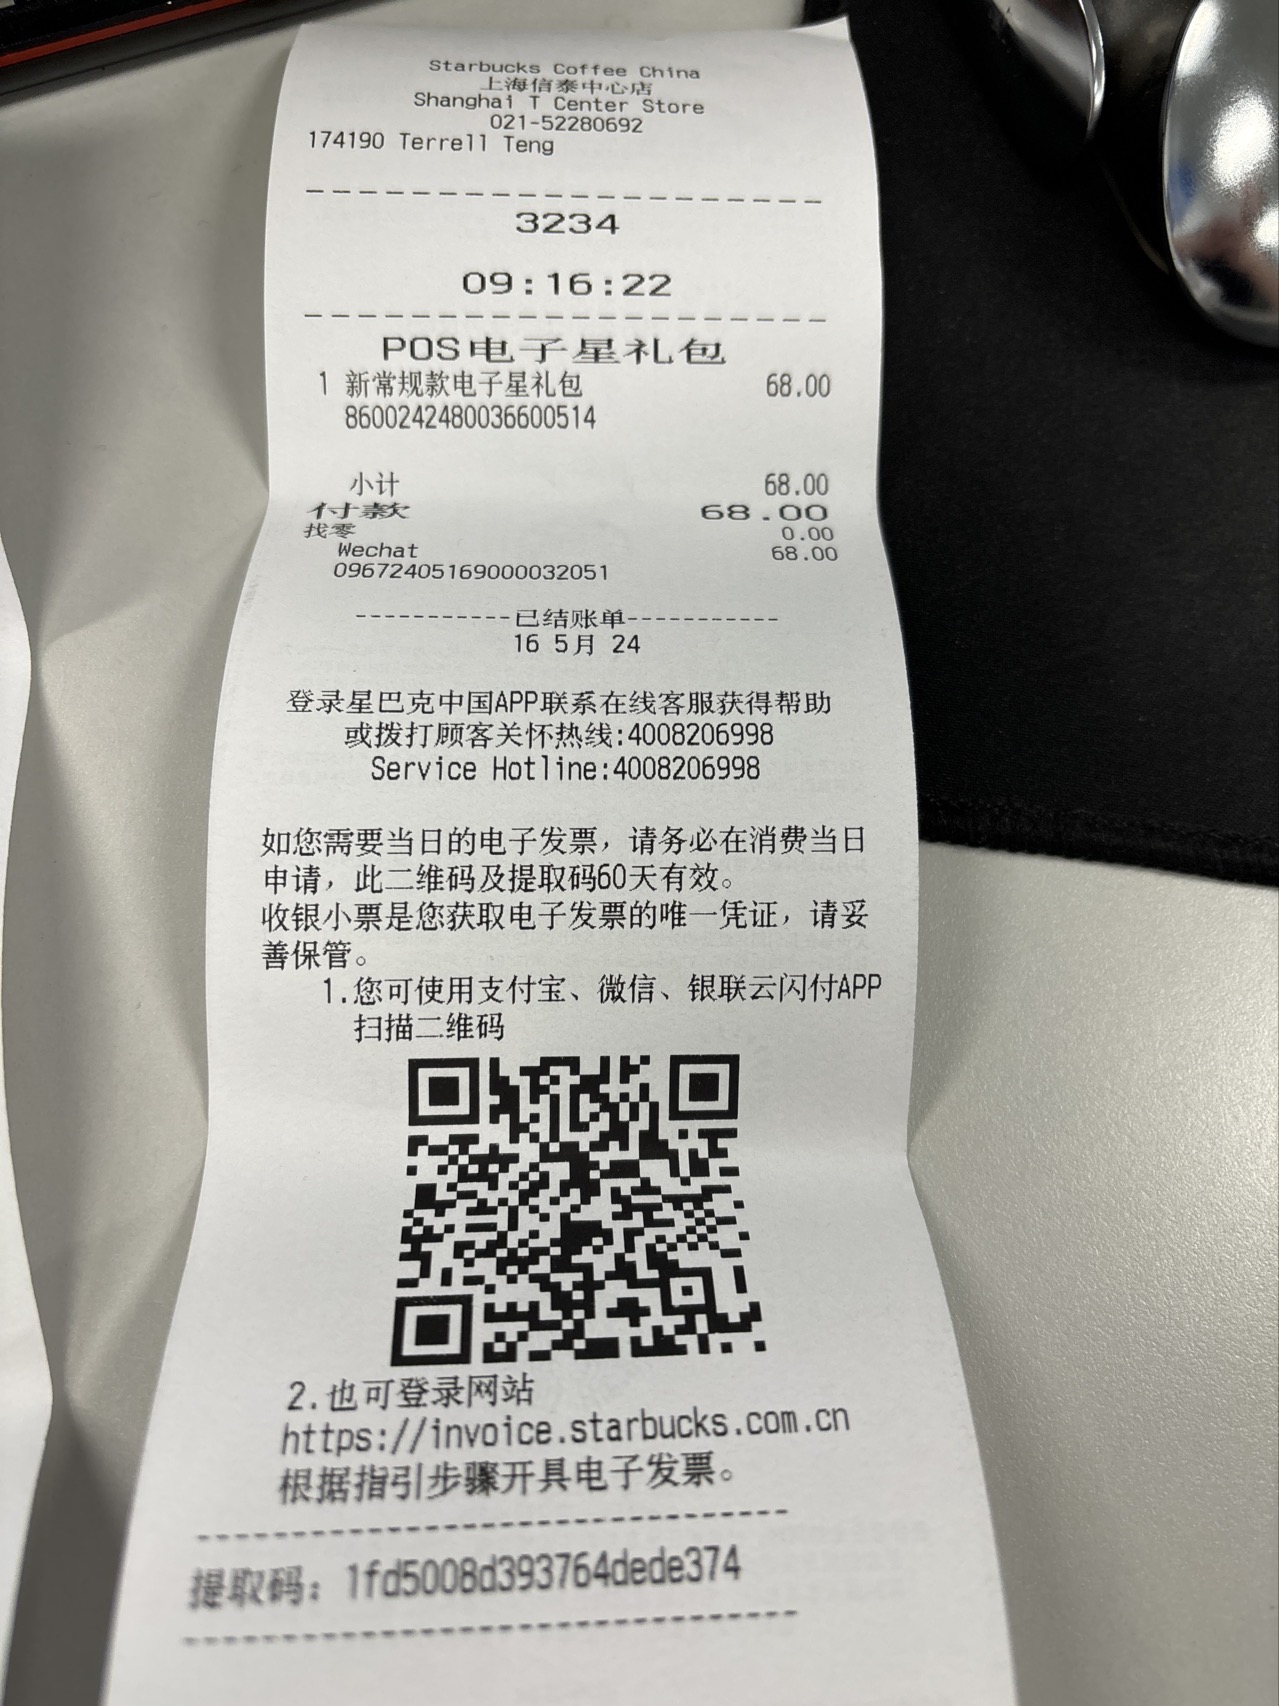 Starbucks Coffee China
上海信泰中心店
Shanghai T Center Store
021-52280692
174190 Terrell Teng
3234
09:16:22
POS电子星礼包
1 新常规款电子星礼包 68.00
8600242480036600514
小计 68.00
付款 68.00
找零 0.00
Wechat 68.00
09672405169000032051
-----------已结账单-----------
16 5月 24
登录星巴克中国APP联系在线客服获得帮助
或拨打顾客关怀热线:4008206998
Service Hotline:4008206998
如您需要当日的电子发票，请务必在消费当日
申请，此二维码及提取码60天有效。
收银小票是您获取电子发票的唯一凭证，请妥
善保管。
1.您可使用支付宝、微信、银联云闪付APP
扫描二维码
2.也可登录网站
https://invoice.starbucks.com.cn
根据指引步骤开具电子发票。
提取码：1fd5008d393764dede374